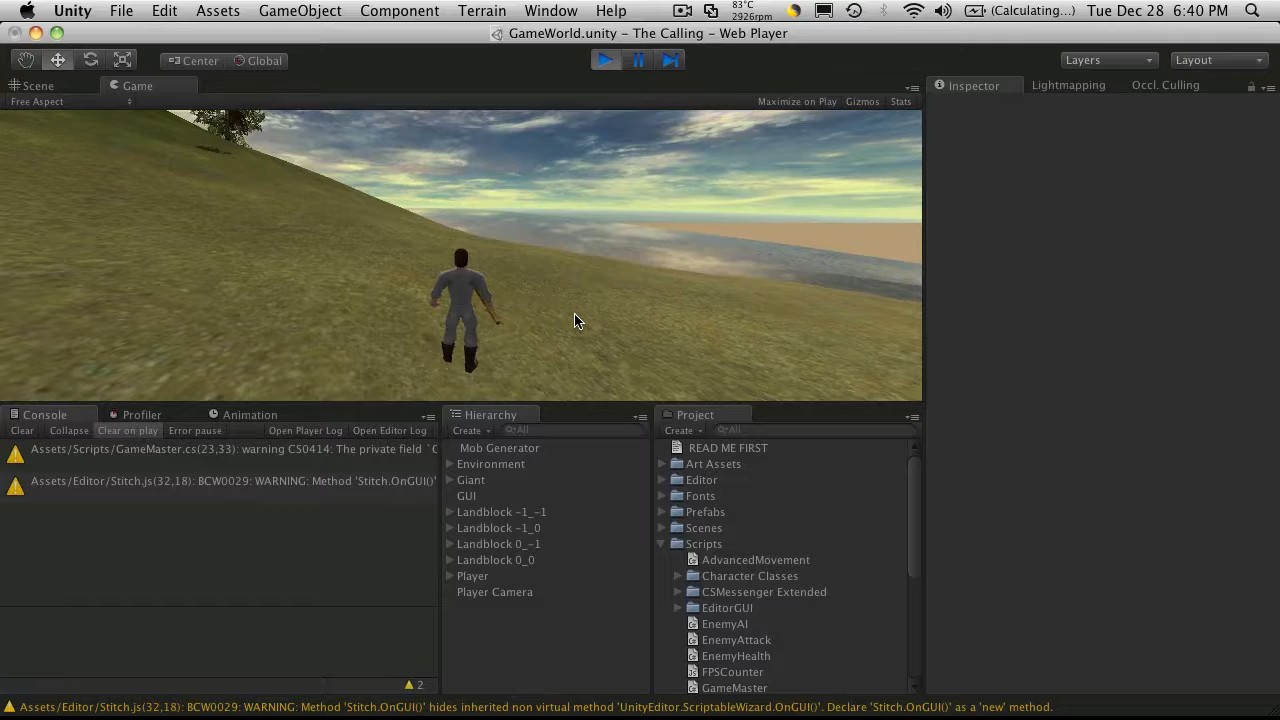 Unity File Edit Assets GameObject Component Terrain Window Help 83°C 2926rpm (Calculating...) Tue Dec 28 6:40 PM
GameWorld.unity – The Calling – Web Player
Center Global Layers Layout
Scene Game Inspector Lightmapping Occl. Culling
Free Aspect Maximize on Play Gizmos Stats
Console Profiler Animation Hierarchy Project
Clear Collapse Clear on play Error pause Open Player Log Open Editor Log Create All Create All
Assets/Scripts/GameMaster.cs(23,33): warning CS0414: The private field `
Assets/Editor/Stitch.js(32,18): BCW0029: WARNING: Method 'Stitch.OnGUI()'
2
Mob Generator
Environment
Giant
GUI
Landblock -1_-1
Landblock -1_0
Landblock 0_-1
Landblock 0_0
Player
Player Camera
READ ME FIRST
Art Assets
Editor
Fonts
Prefabs
Scenes
Scripts
AdvancedMovement
Character Classes
CSMessenger Extended
EditorGUI
EnemyAI
EnemyAttack
EnemyHealth
FPSCounter
GameMaster
Assets/Editor/Stitch.js(32,18): BCW0029: WARNING: Method 'Stitch.OnGUI()' hides inherited non virtual method 'UnityEditor.ScriptableWizard.OnGUI()'. Declare 'Stitch.OnGUI()' as a 'new' method.